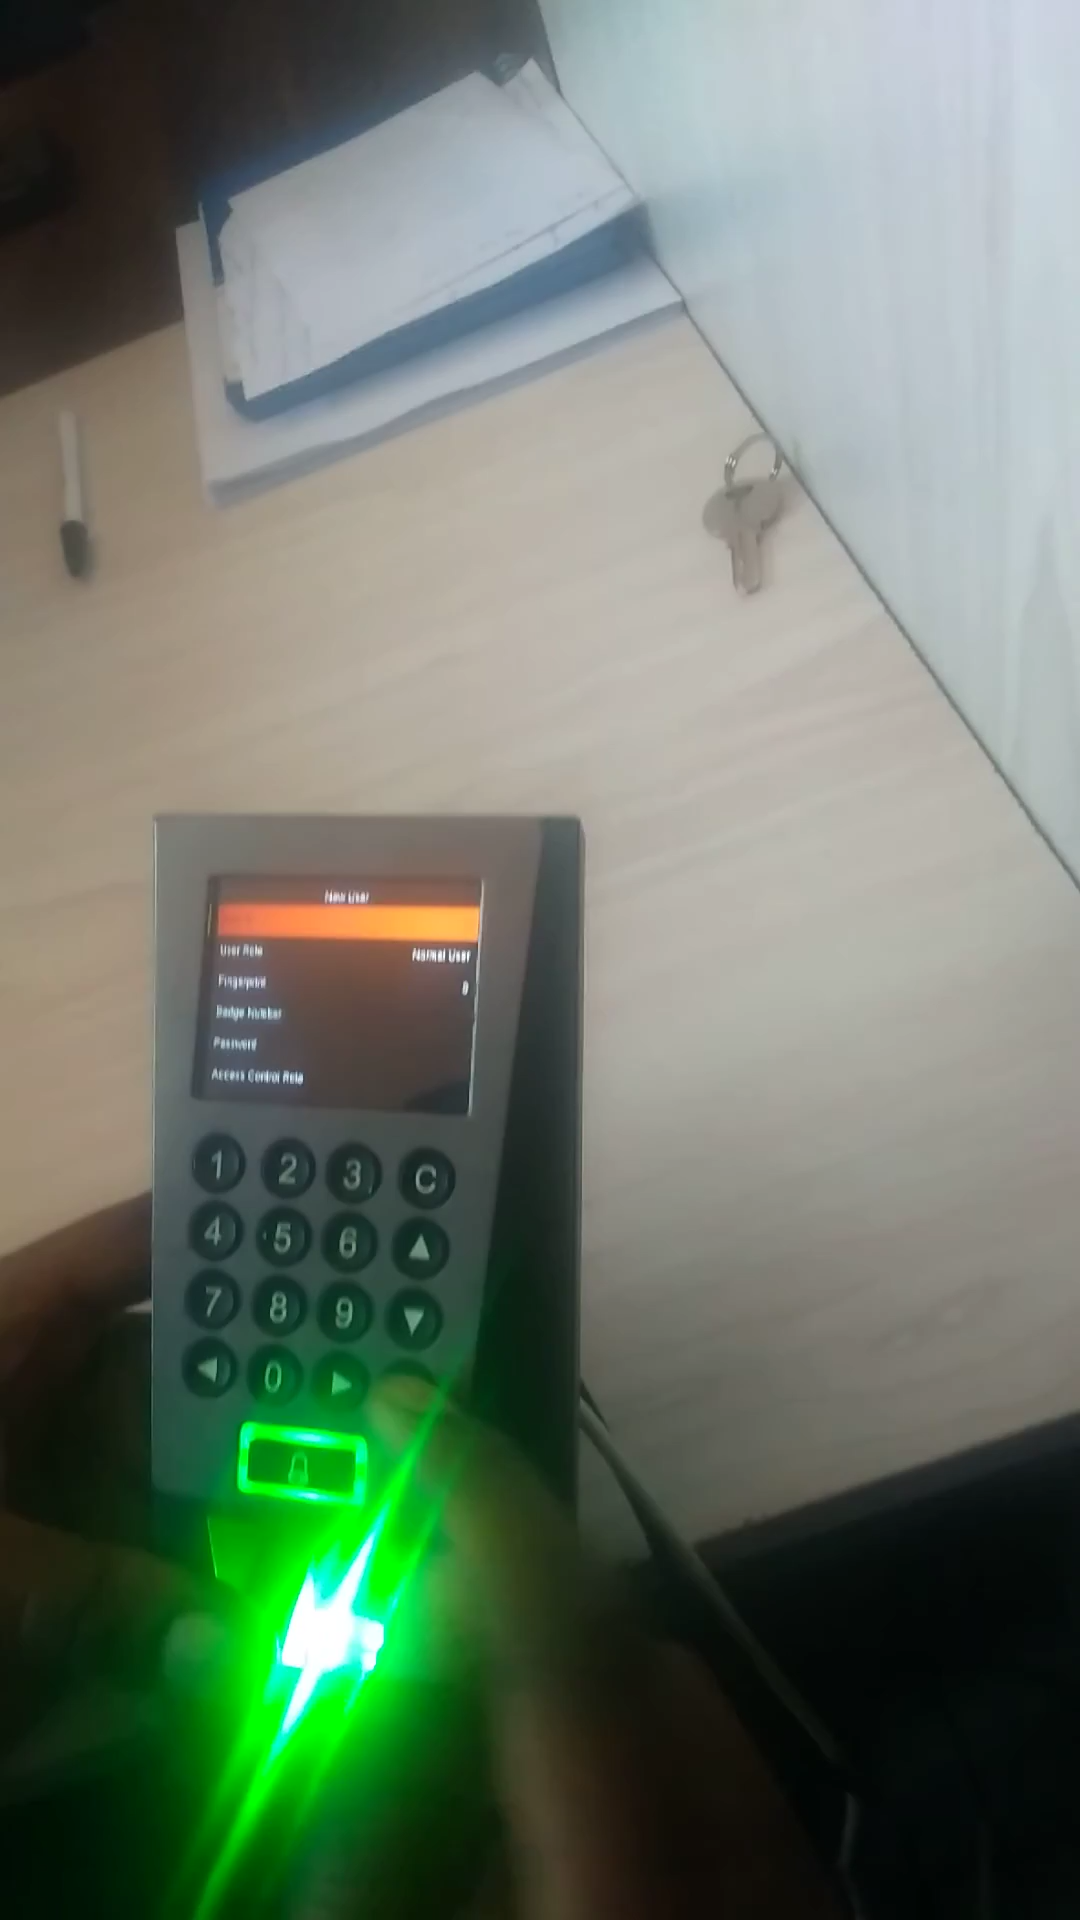 New User
User Role Normal User
Fingerprint 0
Badge Number
Password
Access Control Role
1 2 3 C
4 5 6 ▲
7 8 9 ▼
◀ 0 ▶